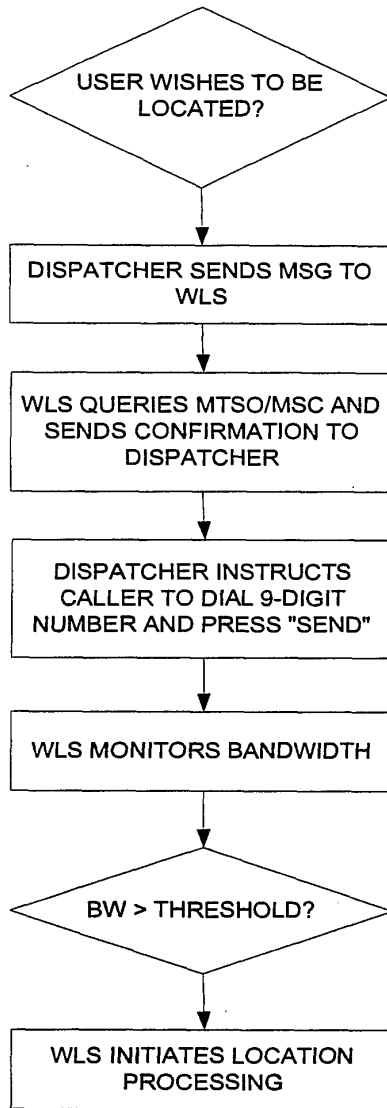 USER WISHES TO BE
LOCATED?
DISPATCHER SENDS MSG TO
WLS
WLS QUERIES MTSO/MSC AND
SENDS CONFIRMATION TO
DISPATCHER
DISPATCHER INSTRUCTS
CALLER TO DIAL 9-DIGIT
NUMBER AND PRESS "SEND"
WLS MONITORS BANDWIDTH
BW > THRESHOLD?
WLS INITIATES LOCATION
PROCESSING